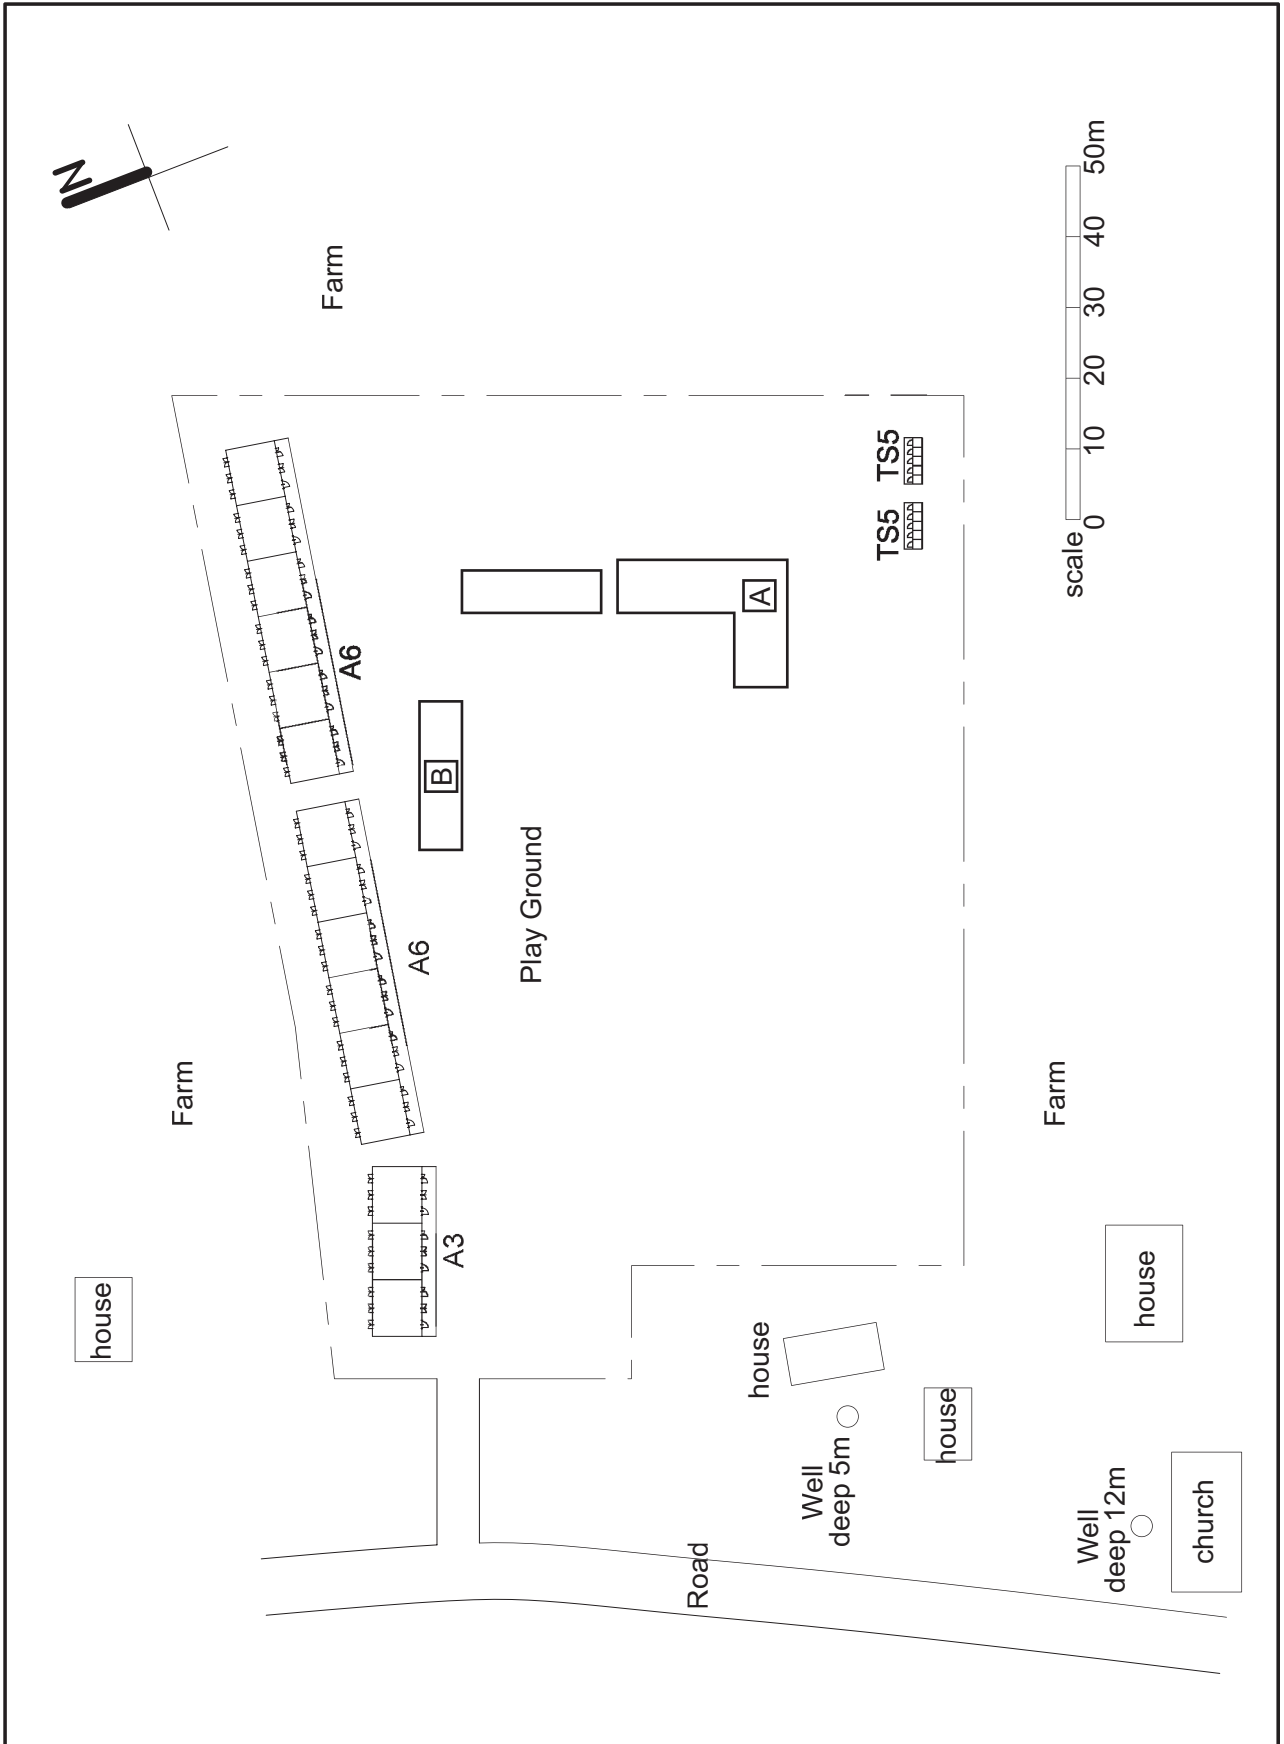 N
Farm
Farm
Farm
house
A3
A6
A6
B
A
Play Ground
TS5
TS5
house
house
house
Well
deep 5m
Well
deep 12m
church
Road
scale
0
10
20
30
40
50m